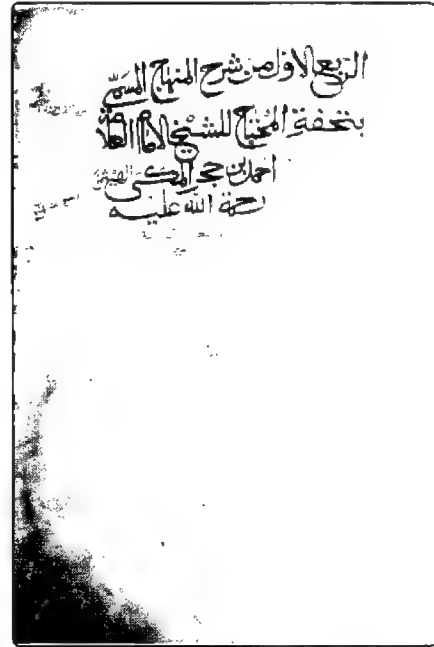 الربع الاول من شرح المنهاج المسمى
بتحفة المحتاج للشيخ الامام العلامة
احمد بن حجر المكي الهيتمي
رحمة الله عليه